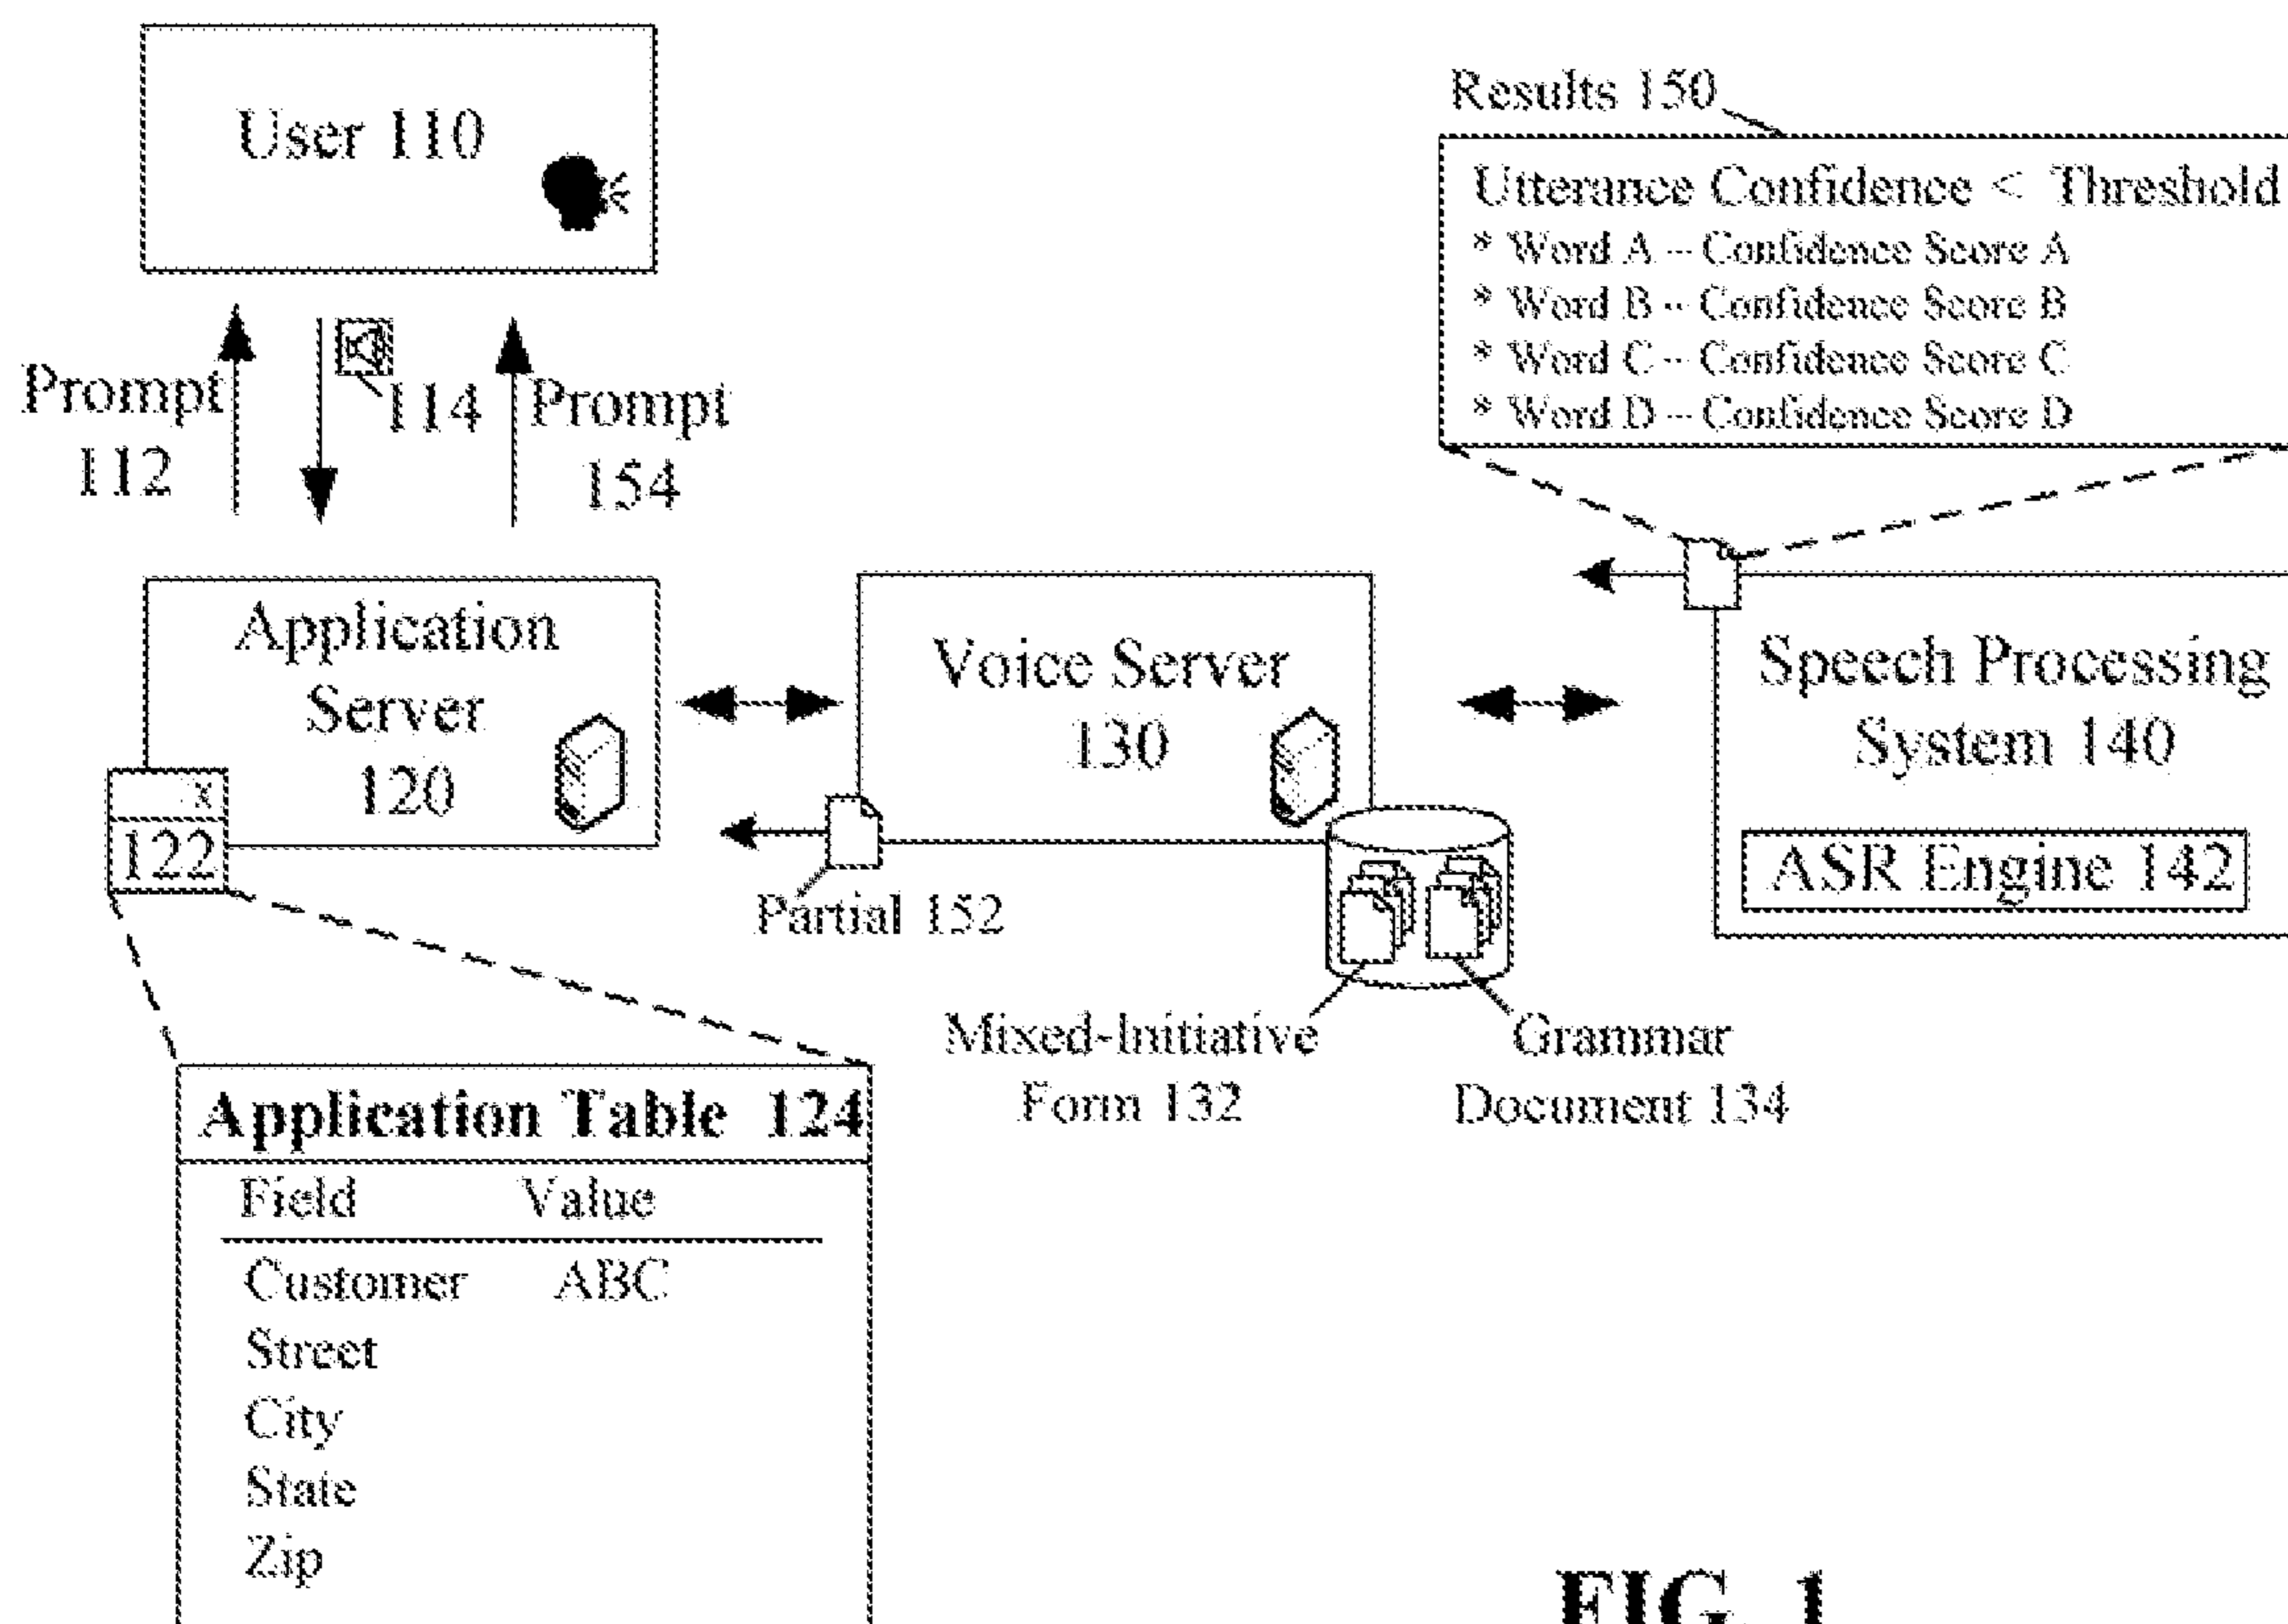 User 110
Results 150
Utterance Confidence < Threshold
* Word A -- Confidence Score A
* Word B -- Confidence Score B
* Word C -- Confidence Score C
* Word D -- Confidence Score D
Prompt
112
114
Prompt
154
Application
Server
120
x
122
Voice Server
130
Partial 152
Speech Processing
System 140
ASR Engine 142
Mixed-Initiative
Form 132
Grammar
Document 134
Application Table 124
Field Value
Customer ABC
Street
City
State
Zip
FIG. 1